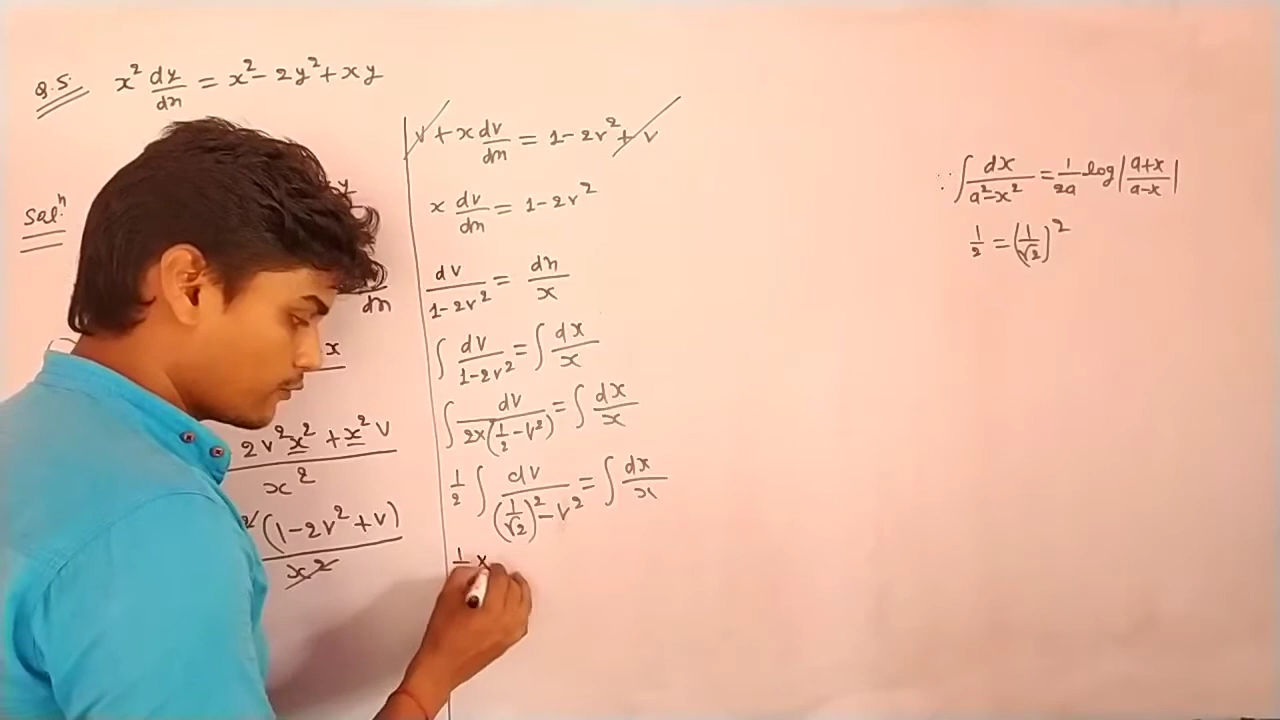 Q.5. x² dy/dx = x² - 2y² + xy
Solⁿ
y
dx
x
2v²x² + x²v / x²
(1 - 2v² + v) / x²
v + x dv/dx = 1 - 2v² + v
x dv/dx = 1 - 2v²
dv/1-2v² = dx/x
∫ dv/1-2v² = ∫ dx/x
∫ dv/2×(1/2 - v²) = ∫ dx/x
1/2 ∫ dv/(1/√2)² - v² = ∫ dx/x
1/ ×
∵ ∫ dx/a²-x² = 1/2a log|a+x/a-x|
1/2 = (1/√2)²